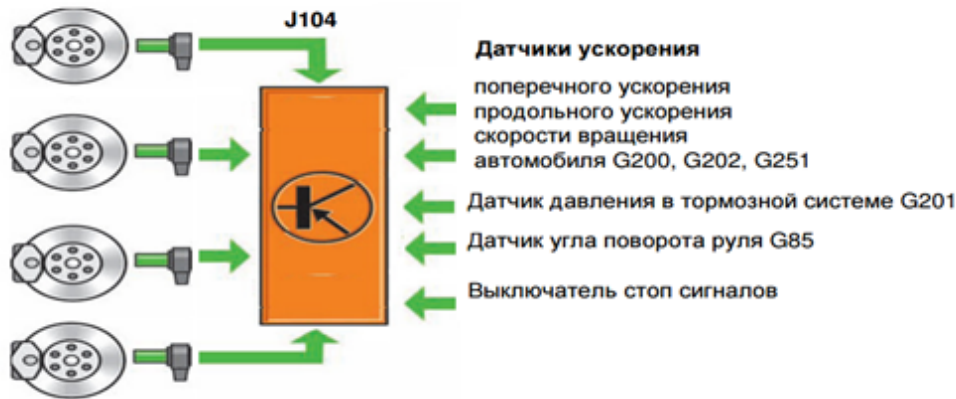 J104
Датчики ускорения
поперечного ускорения
продольного ускорения
скорости вращения
автомобиля G200, G202, G251
Датчик давления в тормозной системе G201
Датчик угла поворота руля G85
Выключатель стоп сигналов